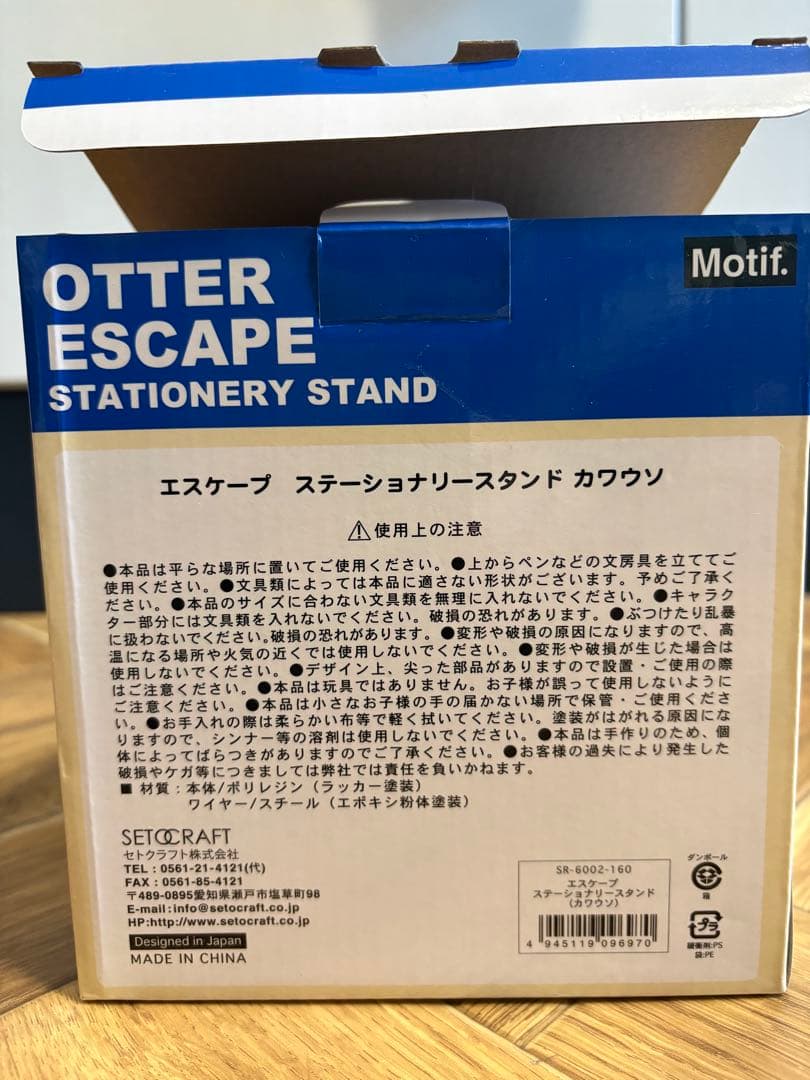 OTTER
ESCAPE
STATIONERY STAND
Motif.
エスケープ ステーショナリースタンド カワウソ
⚠使用上の注意
●本品は平らな場所に置いてご使用ください。●上からペンなどの文房具を立ててご
使用ください。●文具類によっては本品に適さない形状がございます。予めご了承く
ださい。●本品のサイズに合わない文具類を無理に入れないでください。●キャラク
ター部分には文具類を入れないでください。破損の恐れがあります。●ぶつけたり乱暴
に扱わないでください。破損の恐れがあります。●変形や破損の原因になりますので、高
温になる場所や火気の近くでは使用しないでください。●変形や破損が生じた場合は
使用しないでください。●デザイン上、尖った部品がありますので設置・ご使用の際
はご注意ください。●本品は玩具ではありません。お子様が誤って使用しないように
ご注意ください。●本品は小さなお子様の手の届かない場所で保管・ご使用くださ
い。●お手入れの際は柔らかい布等で軽く拭いてください。塗装がはがれる原因にな
りますので、シンナー等の溶剤は使用しないでください。●本品は手作りのため、個
体によってばらつきがありますのでご了承ください。●お客様の過失により発生した
破損やケガ等につきましては弊社では責任を負いかねます。
■ 材質：本体/ポリレジン（ラッカー塗装）
ワイヤー/スチール（エポキシ粉体塗装）
SETOCRAFT
セトクラフト株式会社
TEL : 0561-21-4121(代)
FAX : 0561-85-4121
〒489-0895愛知県瀬戸市塩草町98
E-mail:info@setocraft.co.jp
HP:http://www.setocraft.co.jp
Designed in Japan
MADE IN CHINA
SR-6002-160
エスケープ
ステーショナリースタンド
（カワウソ）
4 945119 096970
ダンボール
箱
プラ
緩衝剤:PS
袋:PE